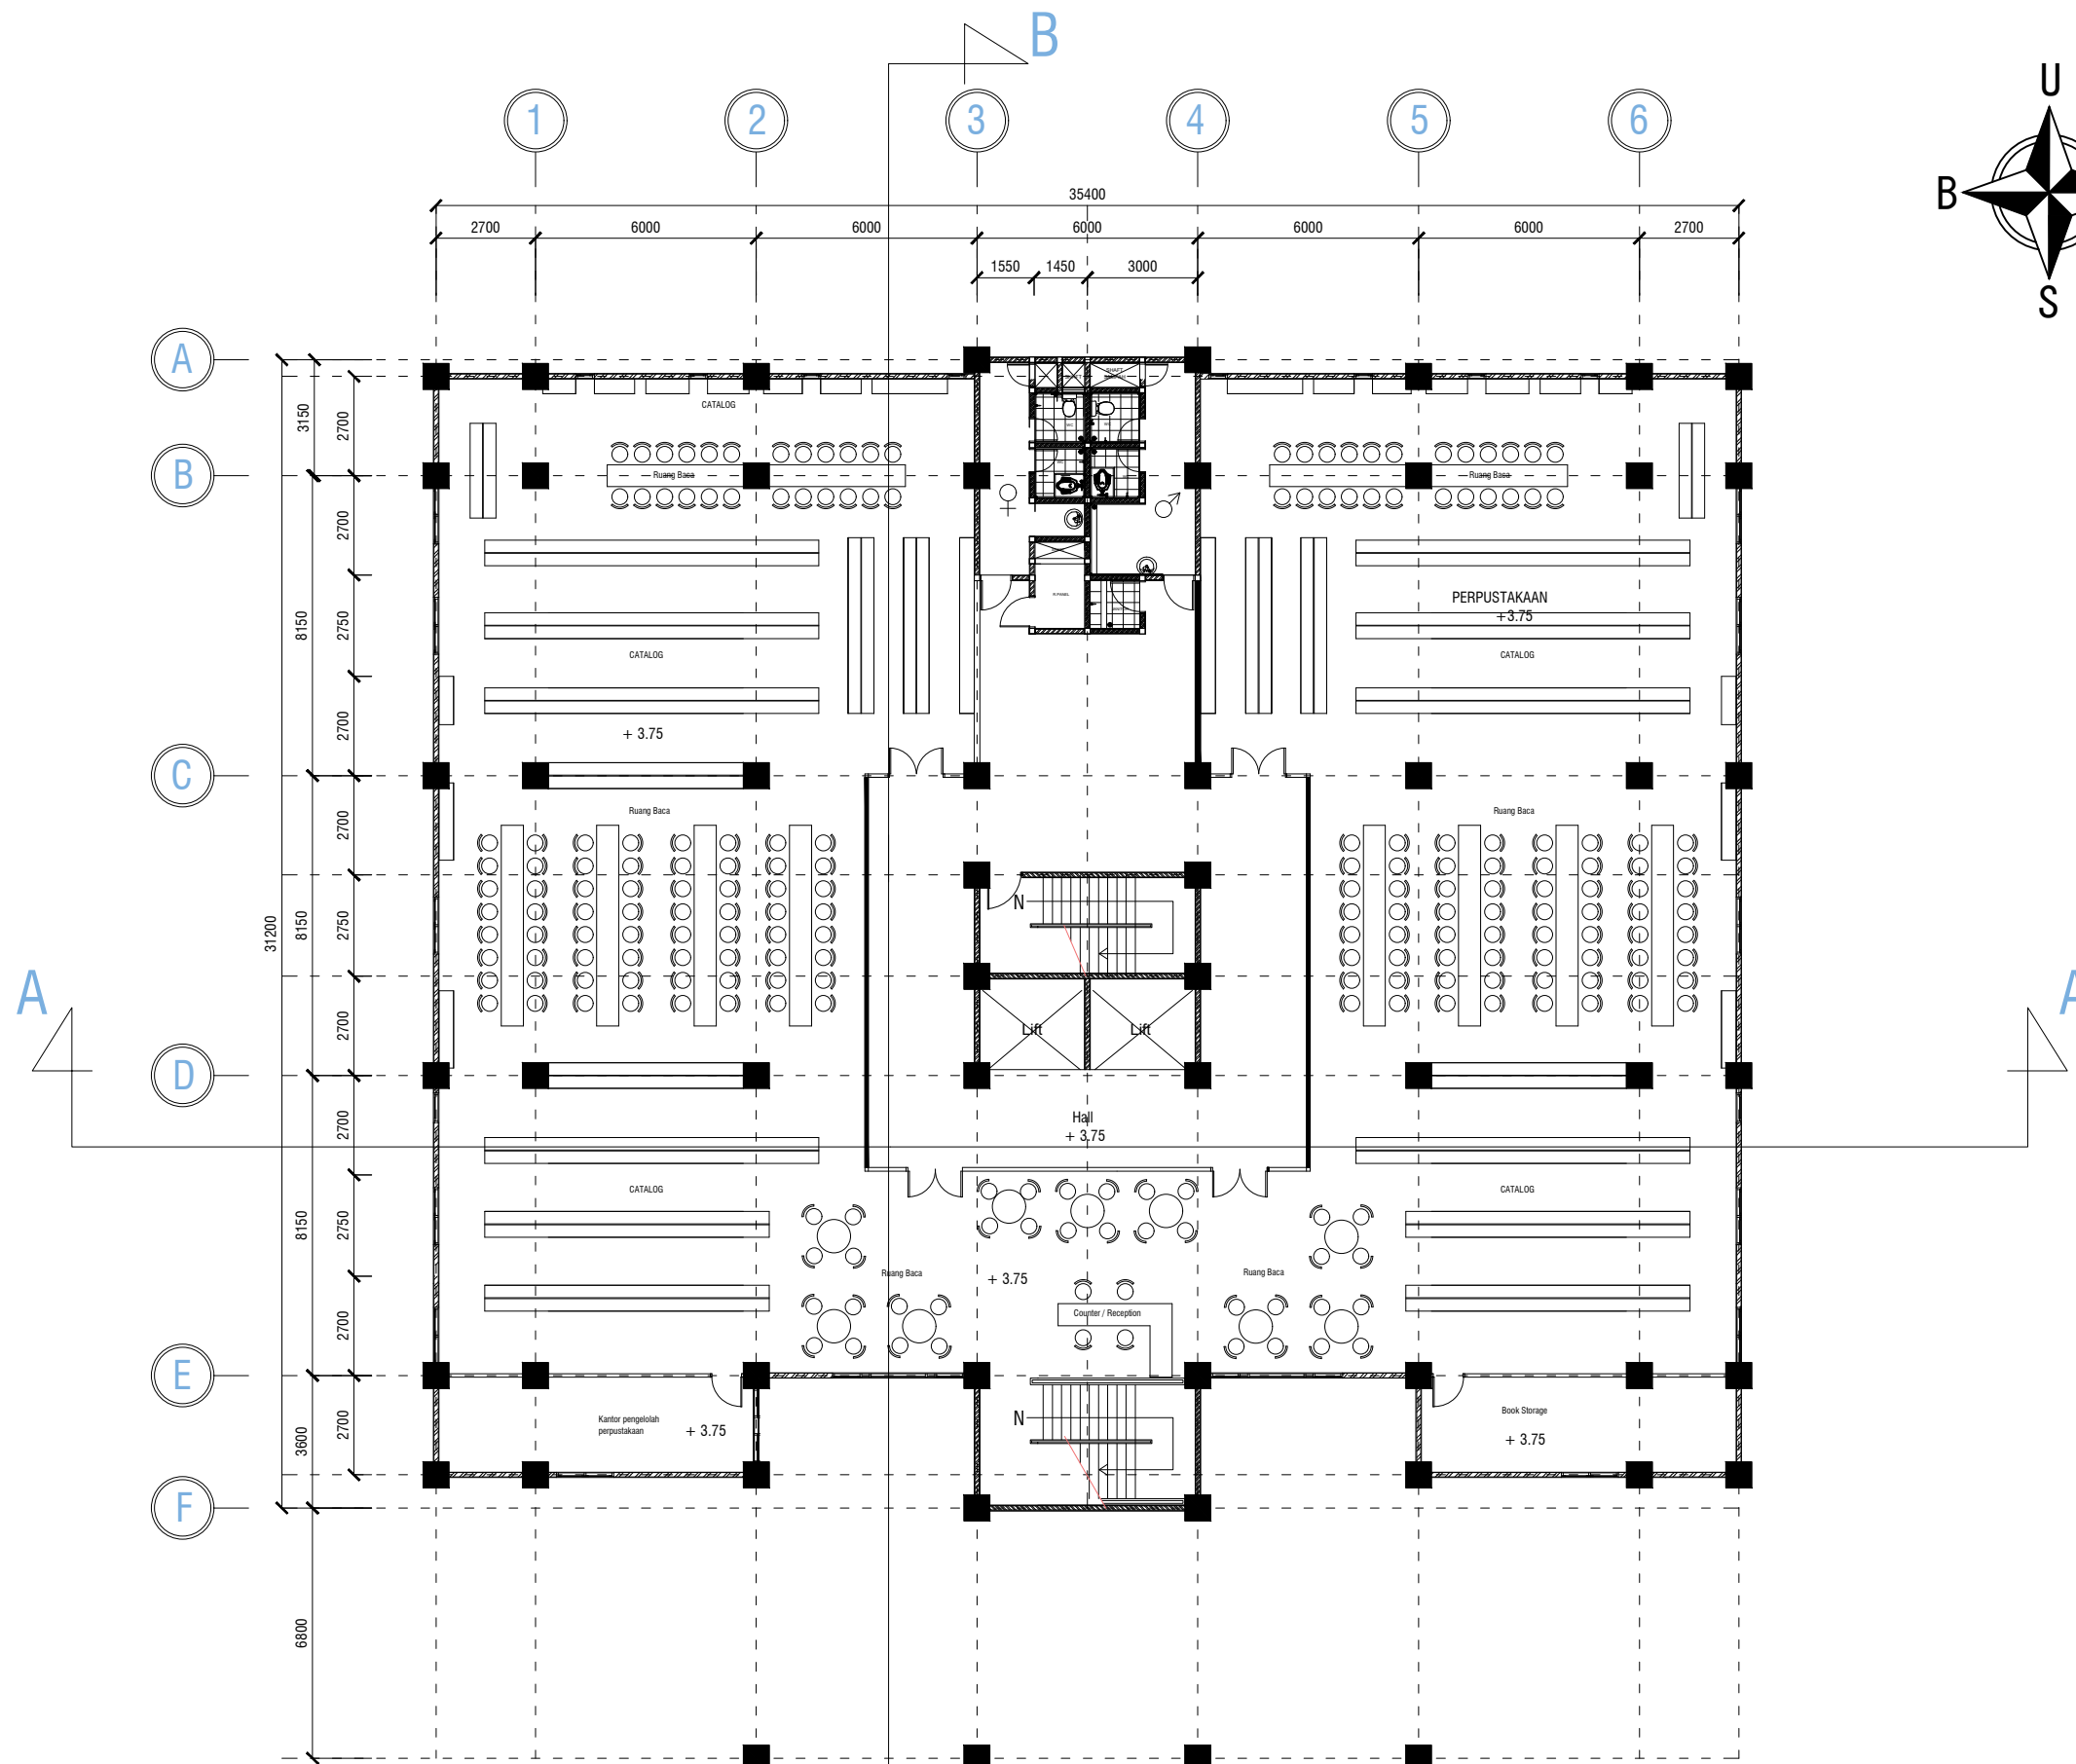 B
U
1
2
3
4
5
6
B
35400
2700
6000
6000
6000
6000
6000
2700
1550
1450
3000
S
A
3150
2700
SHAFT
CATALOG
WC
B
Ruang Baca
Ruang Baca
2700
PERPUSTAKAAN
+3.75
8150
2750
R.PANEL
CATALOG
CATALOG
2700
+ 3.75
C
Ruang Baca
Ruang Baca
2700
N
31200
8150
2750
A
A
2700
Lift
Lift
D
Hall
+ 3.75
2700
CATALOG
CATALOG
8150
2750
Ruang Baca
+ 3.75
Ruang Baca
Counter / Reception
2700
E
Kantor pengelolah
perpustakaan
+ 3.75
N
Book Storage
+ 3.75
3600
2700
F
6800